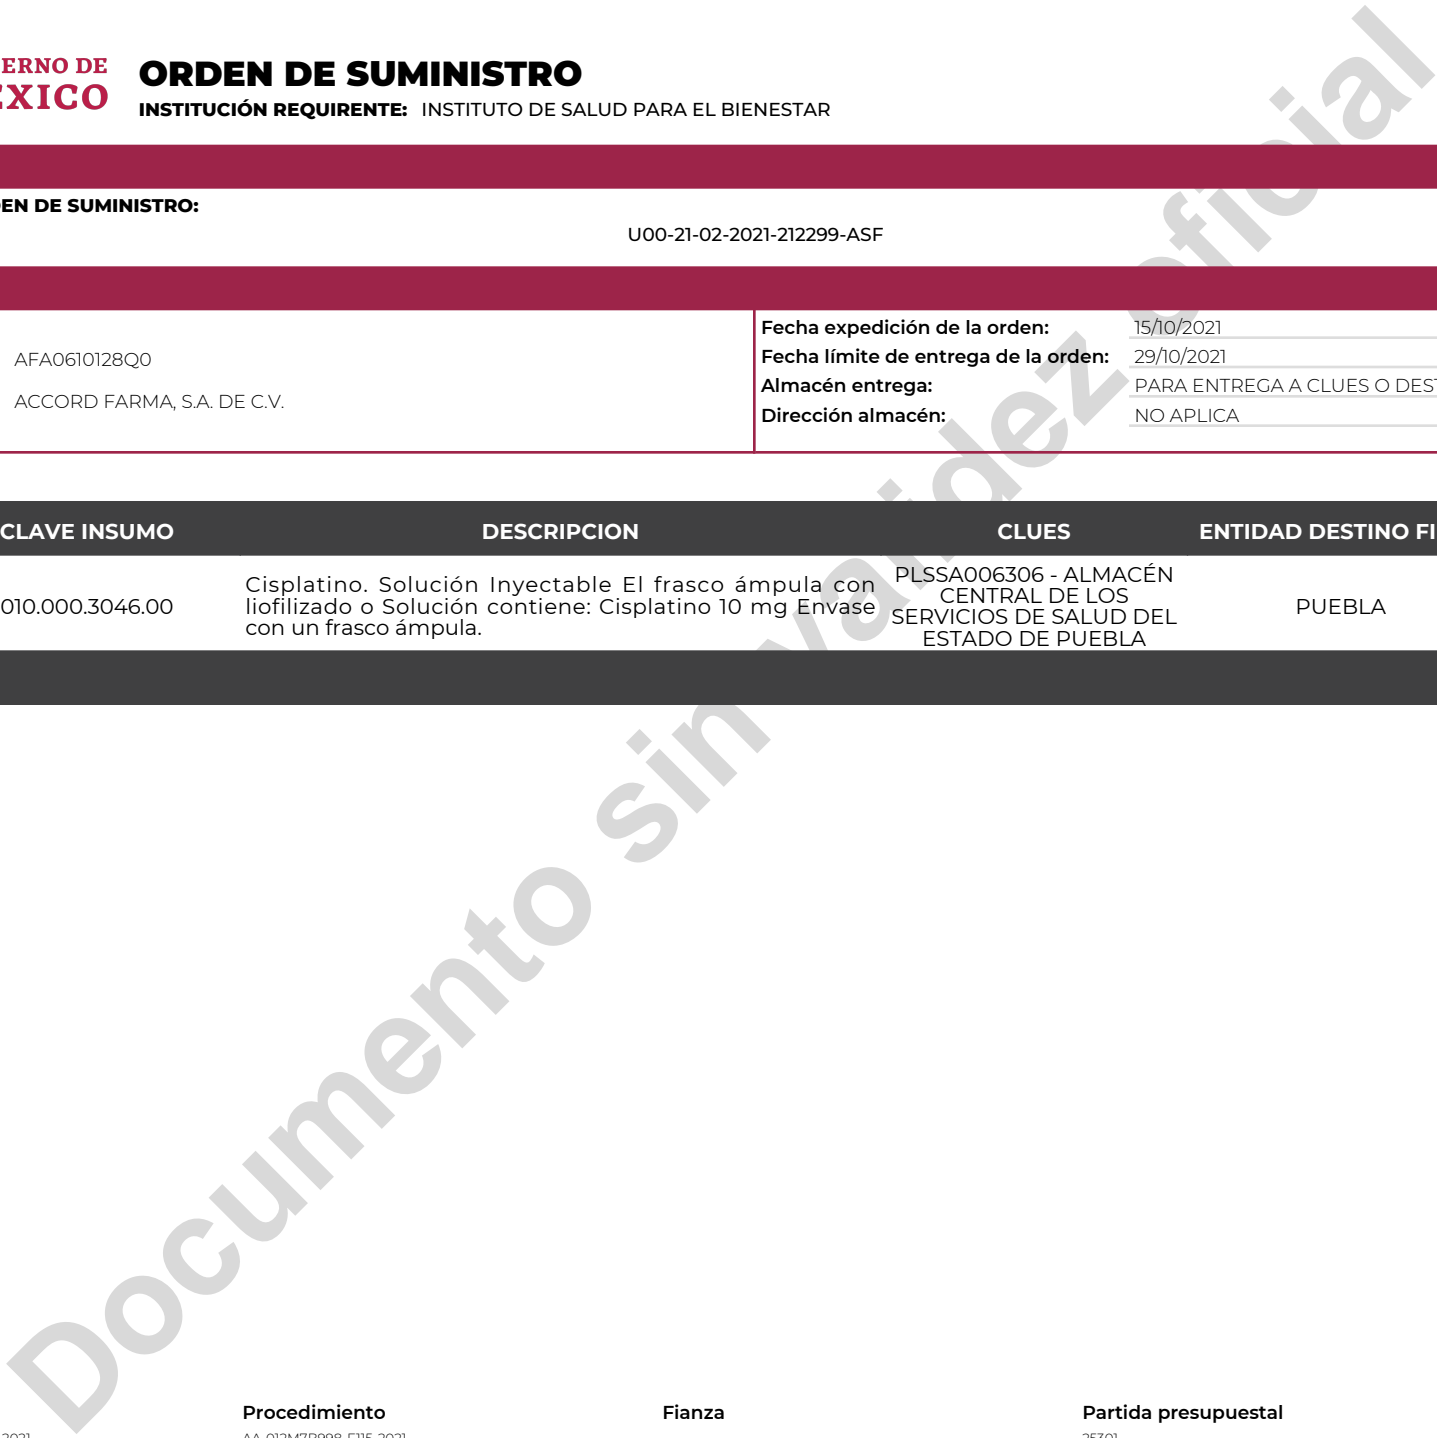 ERNO DE
ÉXICO
ORDEN DE SUMINISTRO
INSTITUCIÓN REQUIRENTE: INSTITUTO DE SALUD PARA EL BIENESTAR
EN DE SUMINISTRO:
U00-21-02-2021-212299-ASF
AFA0610128Q0
ACCORD FARMA, S.A. DE C.V.
Fecha expedición de la orden: 15/10/2021
Fecha límite de entrega de la orden: 29/10/2021
Almacén entrega: PARA ENTREGA A CLUES O DEST
Dirección almacén: NO APLICA
CLAVE INSUMO DESCRIPCION CLUES ENTIDAD DESTINO FI
010.000.3046.00
Cisplatino. Solución Inyectable El frasco ámpula con
liofilizado o Solución contiene: Cisplatino 10 mg Envase
con un frasco ámpula.
PLSSA006306 - ALMACÉN
CENTRAL DE LOS
SERVICIOS DE SALUD DEL
ESTADO DE PUEBLA
PUEBLA
Documento sin validez oficial
Procedimiento Fianza Partida presupuestal